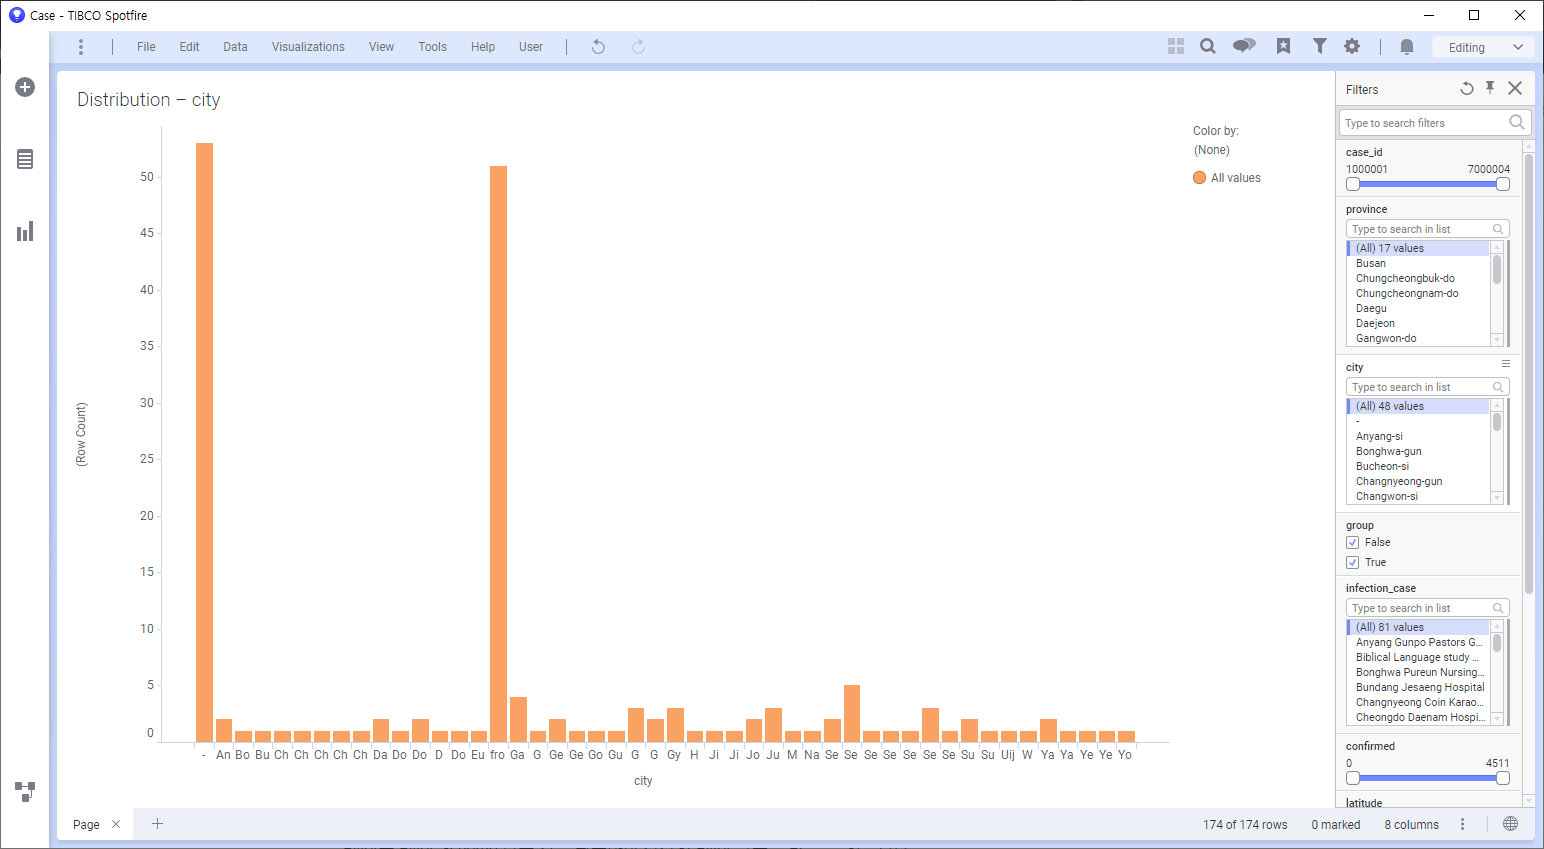 Case - TIBCO Spotfire
File Edit Data Visualizations View Tools Help User
Editing
Distribution – city
50
45
40
35
30
25
20
15
10
5
0
(Row Count)
- An Bo Bu Ch Ch Ch Ch Ch Da Do Do D Do Eu fro Ga G Ge Ge Go Gu G G Gy H Ji Ji Jo Ju M Na Se Se Se Se Se Se Se Su Su Uij W Ya Ya Ye Ye Yo
city
Color by:
(None)
All values
Filters
Type to search filters
case_id
1000001 7000004
province
Type to search in list
(All) 17 values
Busan
Chungcheongbuk-do
Chungcheongnam-do
Daegu
Daejeon
Gangwon-do
city
Type to search in list
(All) 48 values
-
Anyang-si
Bonghwa-gun
Bucheon-si
Changnyeong-gun
Changwon-si
group
False
True
infection_case
Type to search in list
(All) 81 values
Anyang Gunpo Pastors G...
Biblical Language study ...
Bonghwa Pureun Nursing...
Bundang Jesaeng Hospital
Changnyeong Coin Karao...
Cheongdo Daenam Hospi...
confirmed
0 4511
latitude
Page
174 of 174 rows 0 marked 8 columns